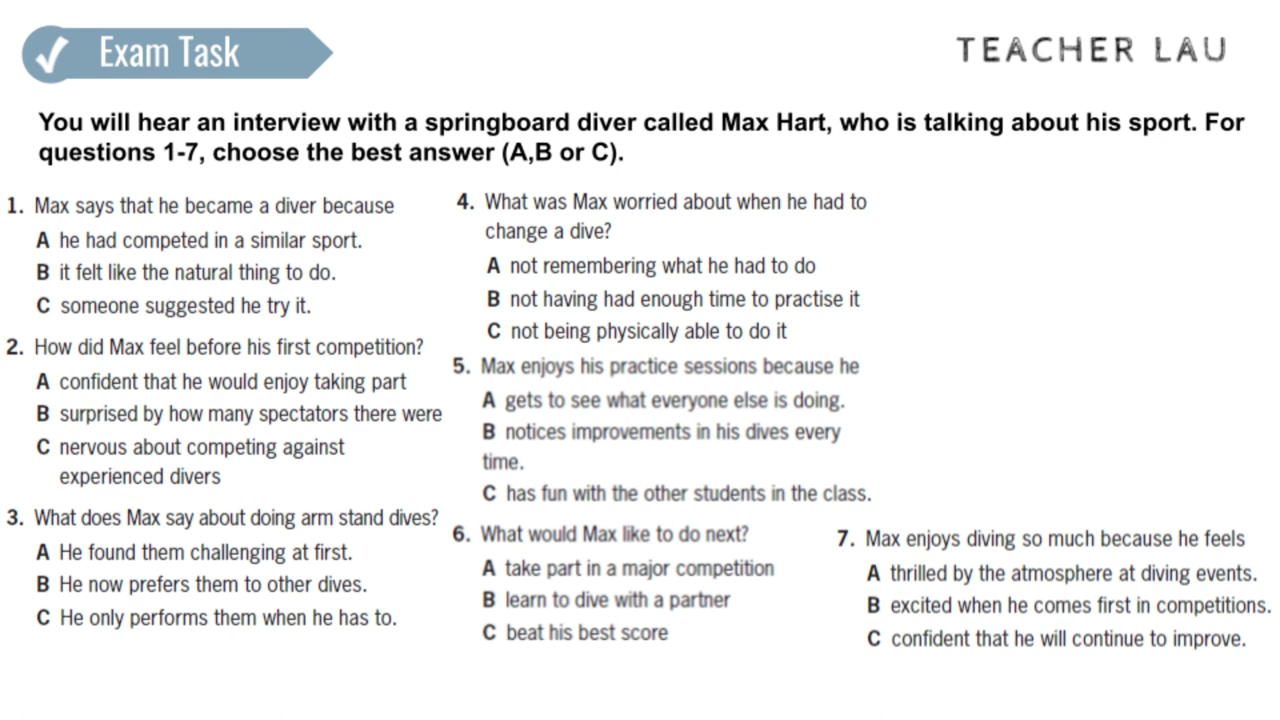 Exam Task
TEACHER LAU
You will hear an interview with a springboard diver called Max Hart, who is talking about his sport. For
questions 1-7, choose the best answer (A,B or C).
1. Max says that he became a diver because
A he had competed in a similar sport.
B it felt like the natural thing to do.
C someone suggested he try it.
2. How did Max feel before his first competition?
A confident that he would enjoy taking part
B surprised by how many spectators there were
C nervous about competing against
experienced divers
3. What does Max say about doing arm stand dives?
A He found them challenging at first.
B He now prefers them to other dives.
C He only performs them when he has to.
4. What was Max worried about when he had to
change a dive?
A not remembering what he had to do
B not having had enough time to practise it
C not being physically able to do it
5. Max enjoys his practice sessions because he
A gets to see what everyone else is doing.
B notices improvements in his dives every
time.
C has fun with the other students in the class.
6. What would Max like to do next?
A take part in a major competition
B learn to dive with a partner
C beat his best score
7. Max enjoys diving so much because he feels
A thrilled by the atmosphere at diving events.
B excited when he comes first in competitions.
C confident that he will continue to improve.